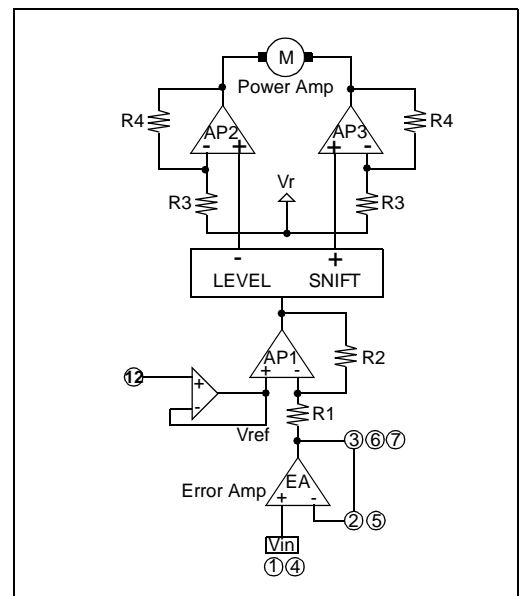 M
Power Amp
R4
AP2
AP3
R4
- +
+ -
R3
Vr
R3
- +
LEVEL SNIFT
AP1
+ -
R2
12
+
-
R1
Vref
③ ⑥ ⑦
Error Amp
EA
+ -
② ⑤
Vin
① ④